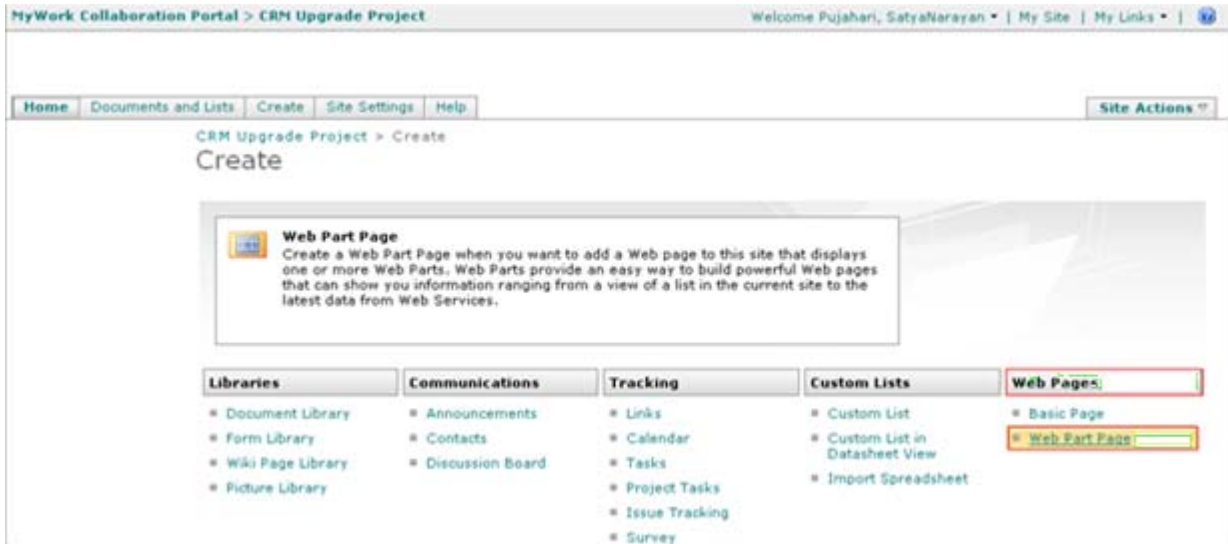 MyWork Collaboration Portal > CRM Upgrade Project
Welcome Pujahari, SatyaNarayan | My Site | My Links |
Home Documents and Lists Create Site Settings Help
Site Actions
CRM Upgrade Project > Create
Create
Web Part Page
Create a Web Part Page when you want to add a Web page to this site that displays
one or more Web Parts. Web Parts provide an easy way to build powerful Web pages
that can show you information ranging from a view of a list in the current site to the
latest data from Web Services.
Libraries
Document Library
Form Library
Wiki Page Library
Picture Library
Communications
Announcements
Contacts
Discussion Board
Tracking
Links
Calendar
Tasks
Project Tasks
Issue Tracking
Survey
Custom Lists
Custom List
Custom List in
Datasheet View
Import Spreadsheet
Web Pages
Basic Page
Web Part Page